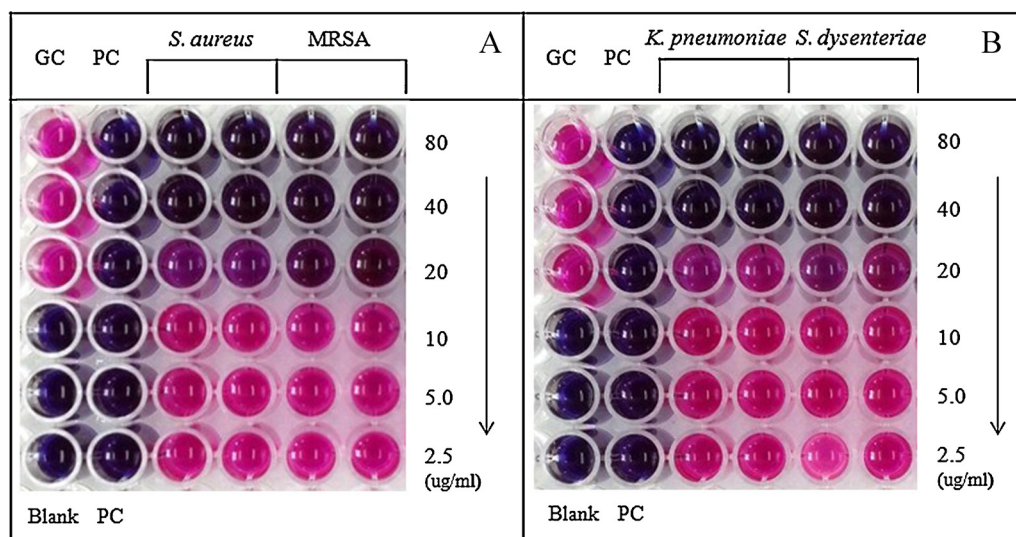 GC PC S. aureus MRSA A
80
40
20
10
5.0
2.5
(ug/ml)
Blank PC
GC PC K. pneumoniae S. dysenteriae B
80
40
20
10
5.0
2.5
(ug/ml)
Blank PC